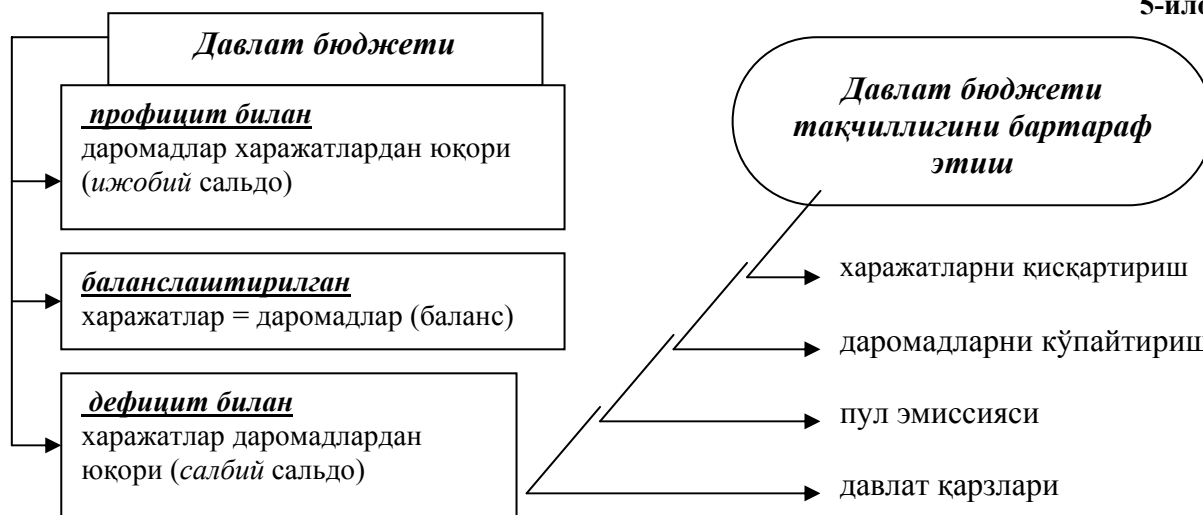 5-ило
Давлат бюджети
профицит билан
даромадлар харажатлардан юқори
(ижобий сальдо)
баланслаштирилган
харажатлар = даромадлар (баланс)
дефицит билан
харажатлар даромадлардан
юқори (салбий сальдо)
Давлат бюджети
тақчиллигини бартараф
этиш
харажатларни қисқартириш
даромадларни кўпайтириш
пул эмиссияси
давлат қарзлари